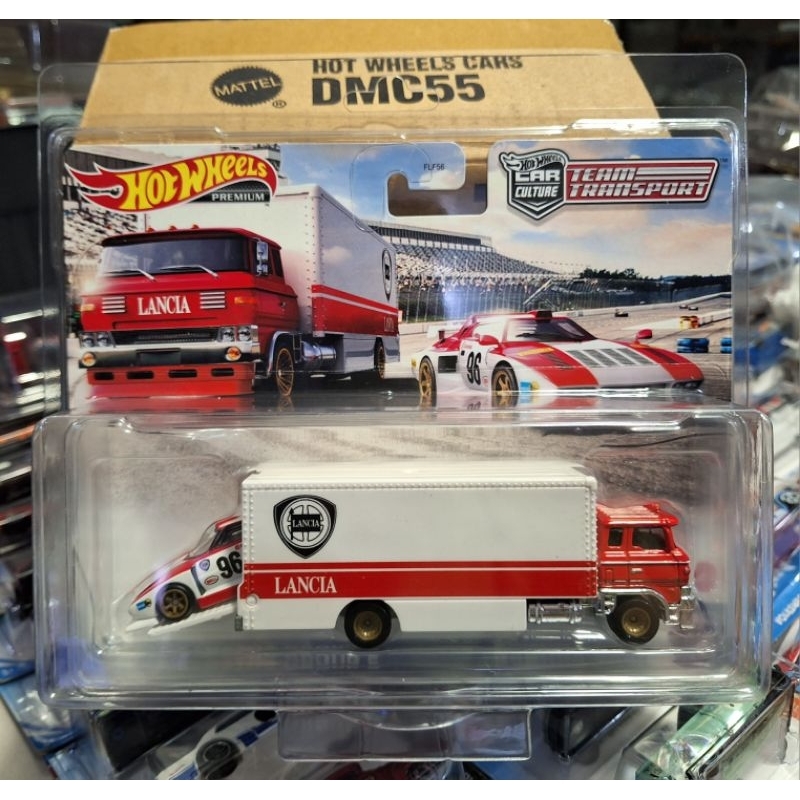 HOT WHEELS CARS
MATTEL
®
DMC55
HOT WHEELS
PREMIUM
FLF56
HOT WHEELS
CAR
CULTURE
TEAM
TRANSPORT
LANCIA
LANCIA
96
LANCIA
LANCIA
96